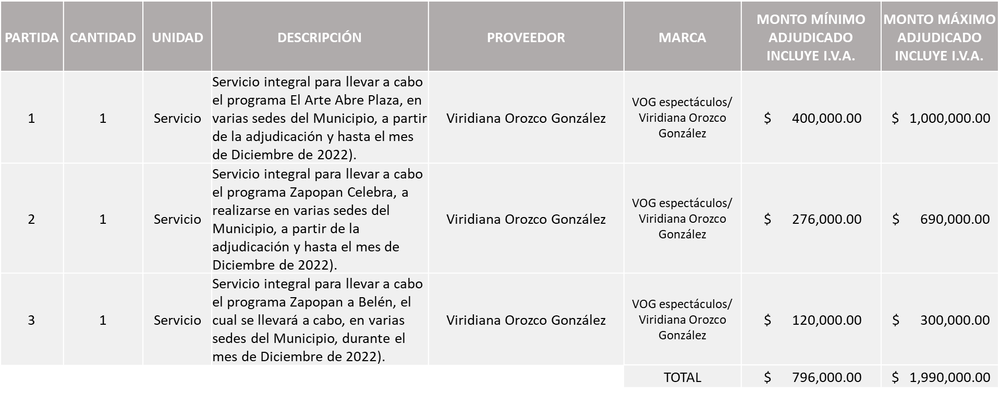 PARTIDA CANTIDAD UNIDAD DESCRIPCIÓN PROVEEDOR MARCA MONTO MÍNIMO ADJUDICADO INCLUYE I.V.A. MONTO MÁXIMO ADJUDICADO INCLUYE I.V.A.
1
1
Servicio
Servicio integral para llevar a cabo
el programa El Arte Abre Plaza, en
varias sedes del Municipio, a partir
de la adjudicación y hasta el mes
de Diciembre de 2022).
Viridiana Orozco González
VOG espectáculos/
Viridiana Orozco
González
$ 400,000.00
$ 1,000,000.00
2
1
Servicio
Servicio integral para llevar a cabo
el programa Zapopan Celebra, a
realizarse en varias sedes del
Municipio, a partir de la
adjudicación y hasta el mes de
Diciembre de 2022).
Viridiana Orozco González
VOG espectáculos/
Viridiana Orozco
González
$ 276,000.00
$ 690,000.00
3
1
Servicio
Servicio integral para llevar a cabo
el programa Zapopan a Belén, el
cual se llevará a cabo, en varias
sedes del Municipio, durante el
mes de Diciembre de 2022).
Viridiana Orozco González
VOG espectáculos/
Viridiana Orozco
González
$ 120,000.00
$ 300,000.00
TOTAL $ 796,000.00 $ 1,990,000.00